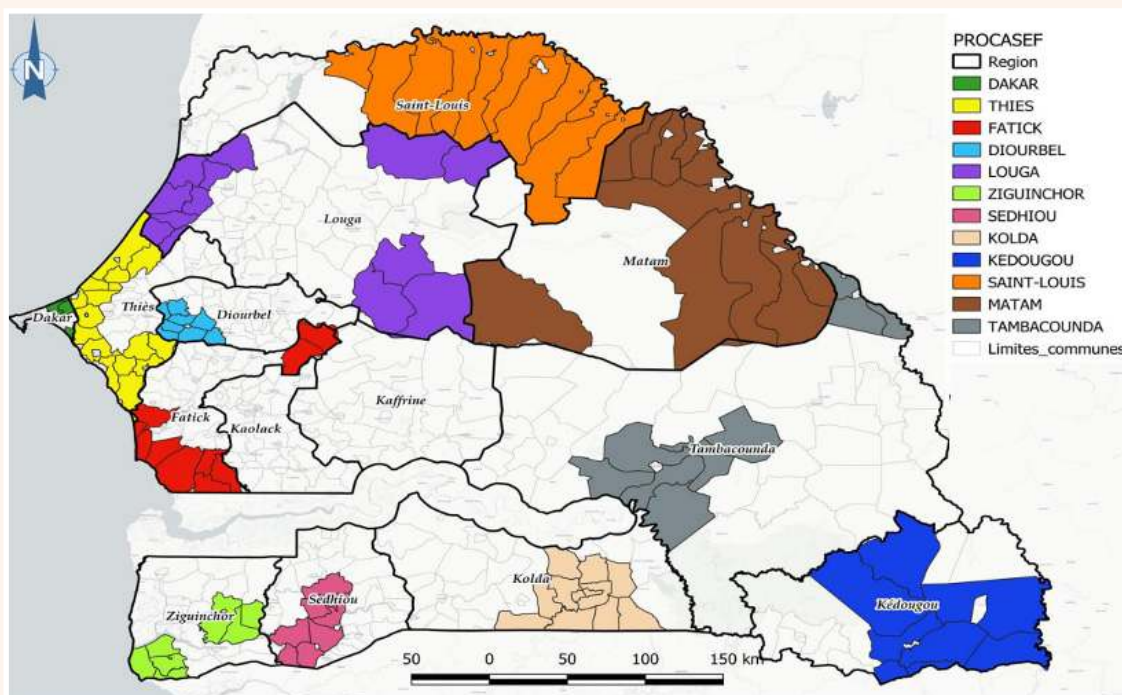 N
PROCASEF
Region
DAKAR
THIES
FATICK
DIOURBEL
LOUGA
ZIGUINCHOR
SEDHIOU
KOLDA
KEDOUGOU
SAINT-LOUIS
MATAM
TAMBACOUNDA
Limites_communes
Saint-Louis
Louga
Matam
Thiès
Dakar
Diourbel
Fatick
Kaolack
Kaffrine
Tambacounda
Ziguinchor
Sédhiou
Kolda
Kédougou
50 0 50 100 150 km